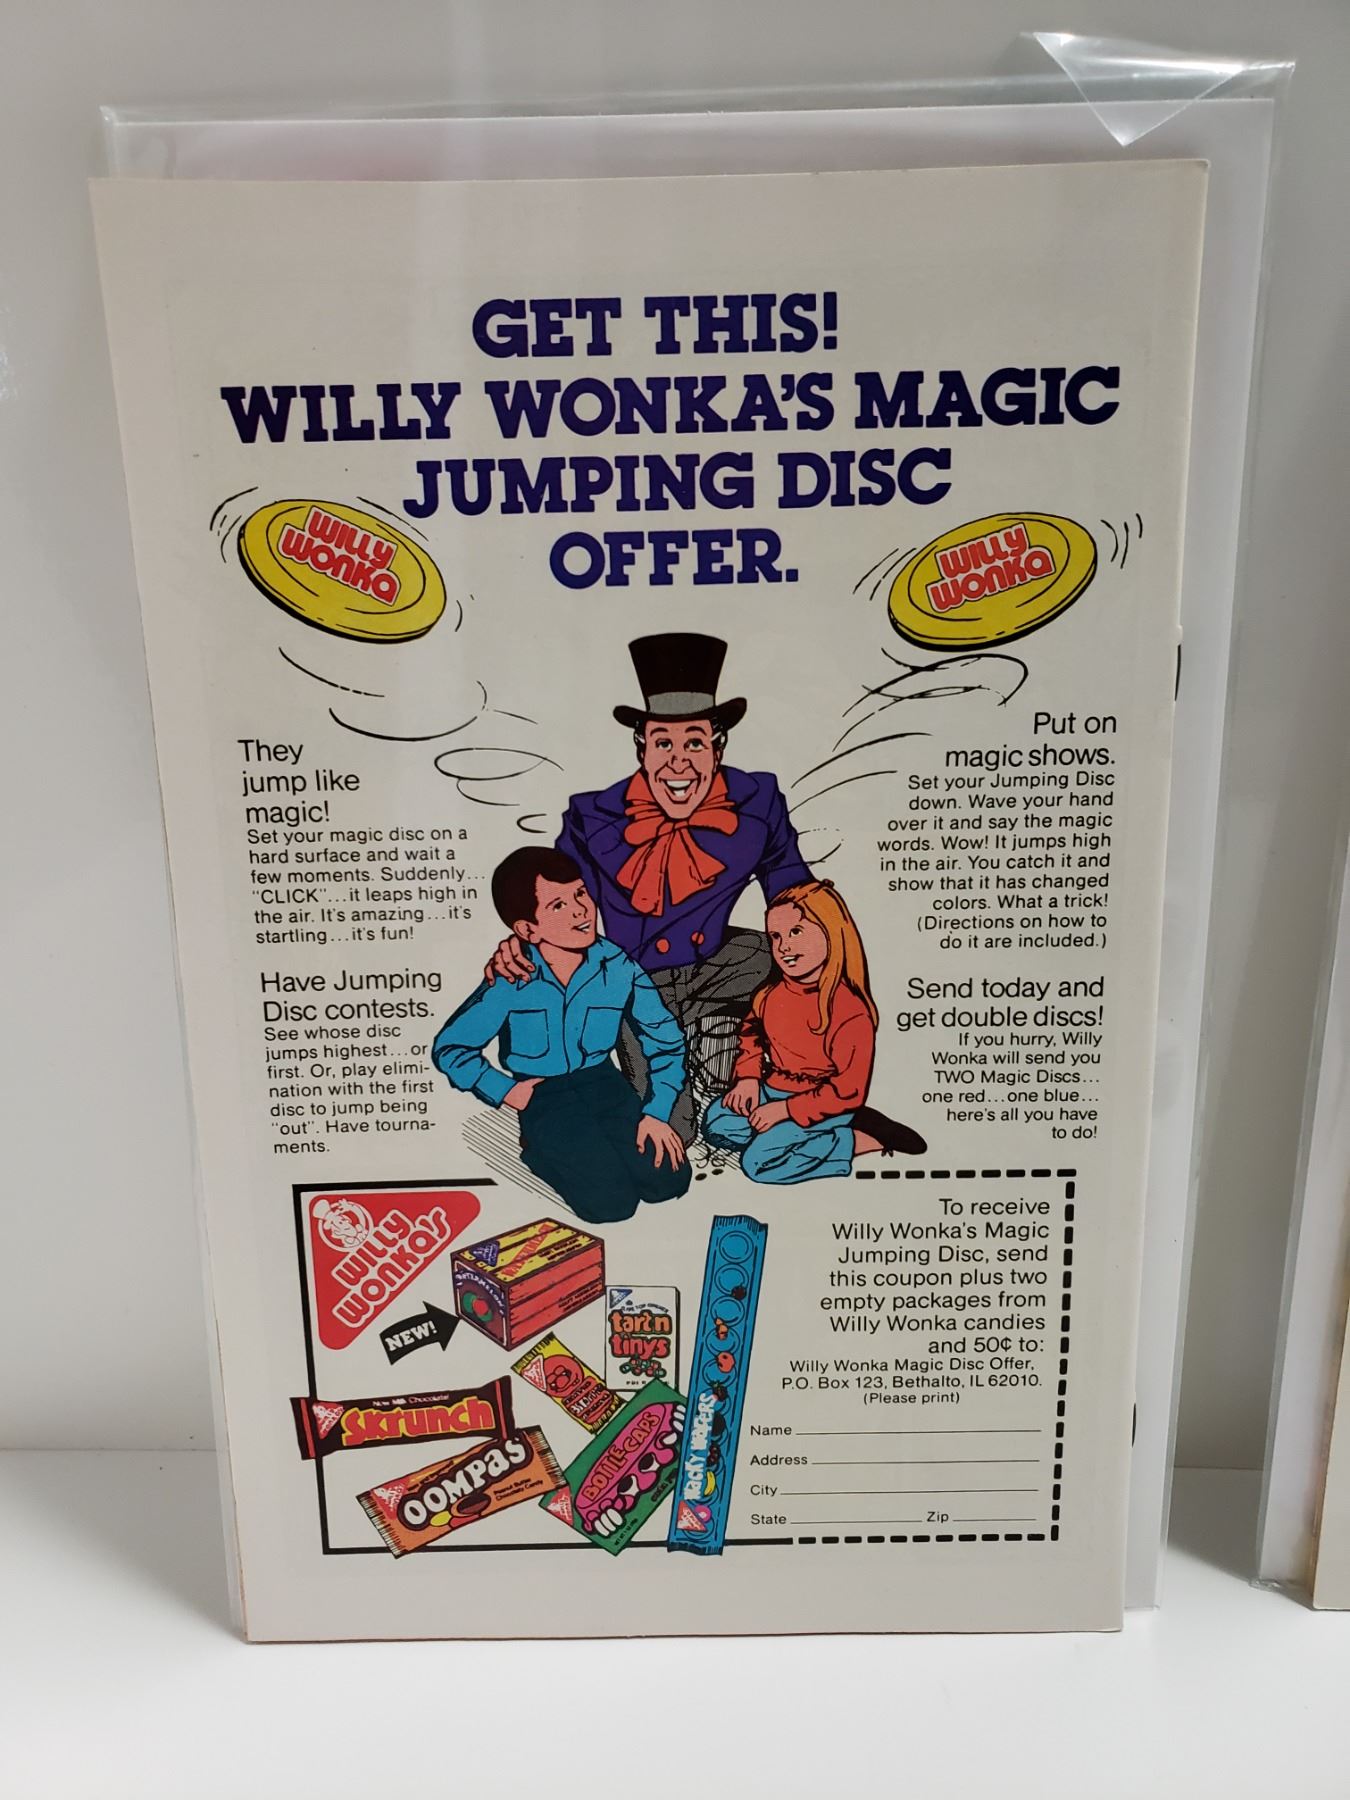 GET THIS!
WILLY WONKA'S MAGIC
JUMPING DISC
OFFER.
WILLY
WONKA
WILLY
WONKA
They
jump like
magic!
Set your magic disc on a
hard surface and wait a
few moments. Suddenly...
"CLICK"...it leaps high in
the air. It's amazing...it's
startling...it's fun!
Have Jumping
Disc contests.
See whose disc
jumps highest...or
first. Or, play elimi-
nation with the first
disc to jump being
"out". Have tourna-
ments.
Put on
magic shows.
Set your Jumping Disc
down. Wave your hand
over it and say the magic
words. Wow! It jumps high
in the air. You catch it and
show that it has changed
colors. What a trick!
(Directions on how to
do it are included.)
Send today and
get double discs!
If you hurry, Willy
Wonka will send you
TWO Magic Discs...
one red...one blue...
here's all you have
to do!
WILLY
WONKA'S
NEW!
tart n
tinys
Now Milk Chocolate!
Skrunch
OOMPAS
Peanut Butter
Chocolatey Candy
BOTTLE CAPS
WACKY WAFERS
To receive
Willy Wonka's Magic
Jumping Disc, send
this coupon plus two
empty packages from
Willy Wonka candies
and 50¢ to:
Willy Wonka Magic Disc Offer,
P.O. Box 123, Bethalto, IL 62010.
(Please print)
Name
Address
City
State Zip